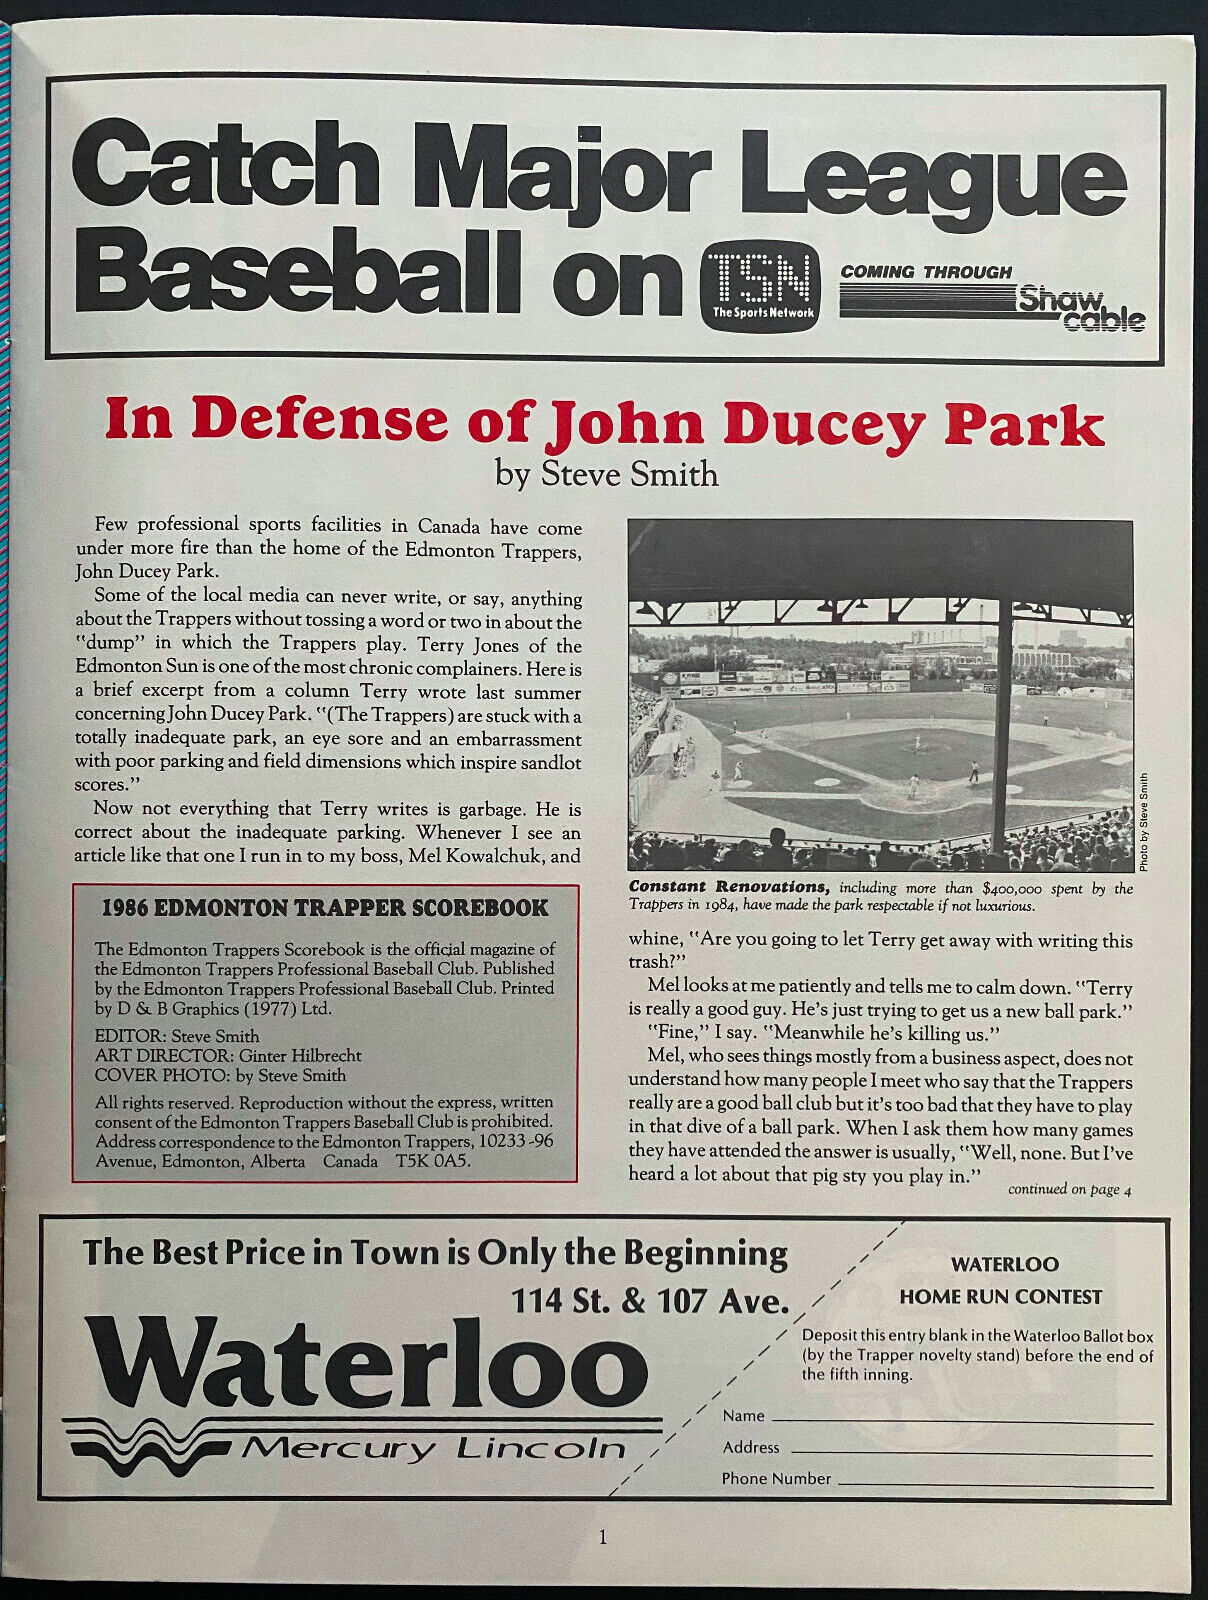 Catch Major League
Baseball on TSN
The Sports Network
COMING THROUGH
Shaw
cable
In Defense of John Ducey Park
by Steve Smith
Few professional sports facilities in Canada have come
under more fire than the home of the Edmonton Trappers,
John Ducey Park.
Some of the local media can never write, or say, anything
about the Trappers without tossing a word or two in about the
"dump" in which the Trappers play. Terry Jones of the
Edmonton Sun is one of the most chronic complainers. Here is
a brief excerpt from a column Terry wrote last summer
concerning John Ducey Park. "(The Trappers) are stuck with a
totally inadequate park, an eye sore and an embarrassment
with poor parking and field dimensions which inspire sandlot
scores."
Now not everything that Terry writes is garbage. He is
correct about the inadequate parking. Whenever I see an
article like that one I run in to my boss, Mel Kowalchuk, and
1986 EDMONTON TRAPPER SCOREBOOK
The Edmonton Trappers Scorebook is the official magazine of
the Edmonton Trappers Professional Baseball Club. Published
by the Edmonton Trappers Professional Baseball Club. Printed
by D & B Graphics (1977) Ltd.
EDITOR: Steve Smith
ART DIRECTOR: Ginter Hilbrecht
COVER PHOTO: by Steve Smith
All rights reserved. Reproduction without the express, written
consent of the Edmonton Trappers Baseball Club is prohibited.
Address correspondence to the Edmonton Trappers, 10233-96
Avenue, Edmonton, Alberta Canada T5K 0A5.
Photo by Steve Smith
Constant Renovations, including more than $400,000 spent by the
Trappers in 1984, have made the park respectable if not luxurious.
whine, "Are you going to let Terry get away with writing this
trash?"
Mel looks at me patiently and tells me to calm down. "Terry
is really a good guy. He's just trying to get us a new ball park."
"Fine," I say. "Meanwhile he's killing us."
Mel, who sees things mostly from a business aspect, does not
understand how many people I meet who say that the Trappers
really are a good ball club but it's too bad that they have to play
in that dive of a ball park. When I ask them how many games
they have attended the answer is usually, "Well, none. But I've
heard a lot about that pig sty you play in."
continued on page 4
The Best Price in Town is Only the Beginning
114 St. & 107 Ave.
Waterloo
Mercury Lincoln
WATERLOO
HOME RUN CONTEST
Deposit this entry blank in the Waterloo Ballot box
(by the Trapper novelty stand) before the end of
the fifth inning.
Name
Address
Phone Number
1